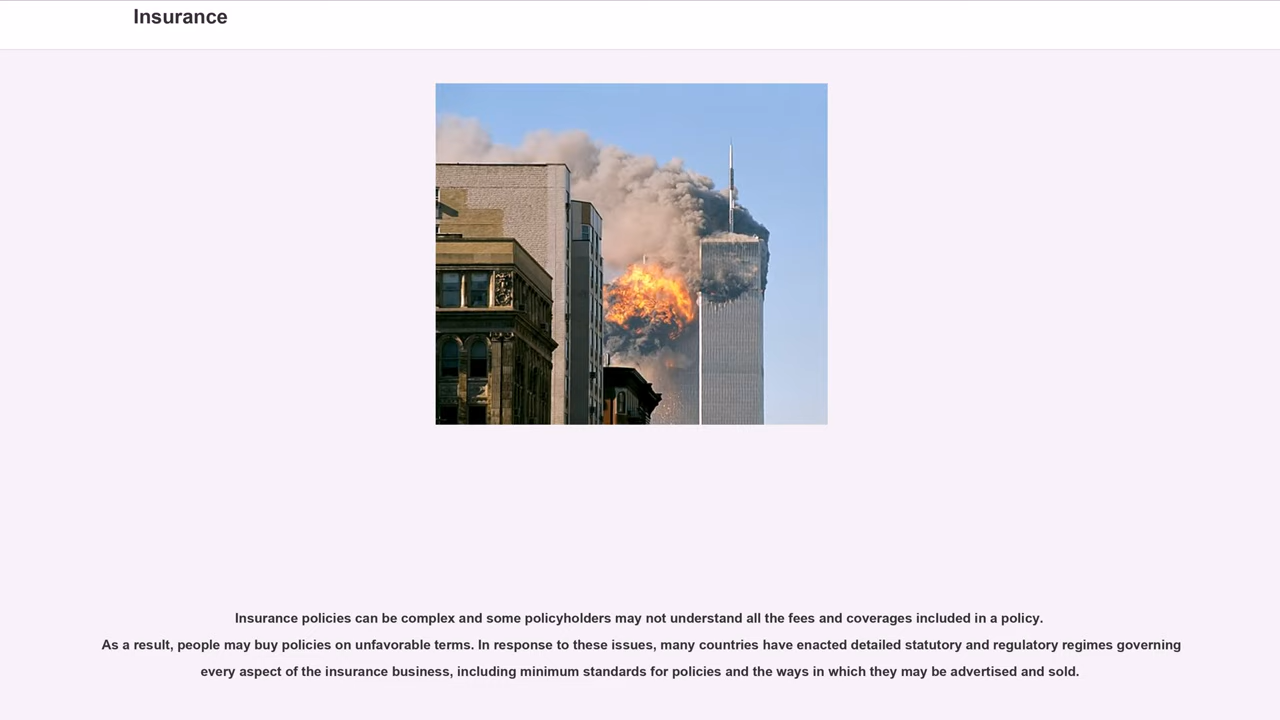 Insurance
Insurance policies can be complex and some policyholders may not understand all the fees and coverages included in a policy.
As a result, people may buy policies on unfavorable terms. In response to these issues, many countries have enacted detailed statutory and regulatory regimes governing
every aspect of the insurance business, including minimum standards for policies and the ways in which they may be advertised and sold.